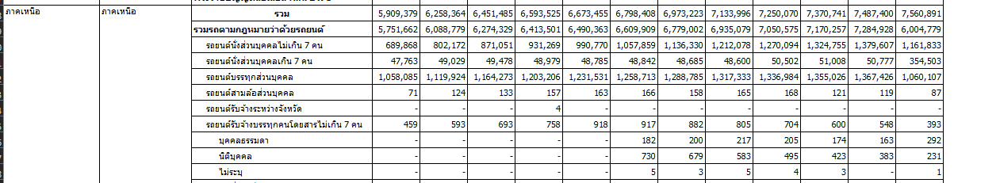 ภาคเหนือ ภาคเหนือ รวม 5,909,379 6,258,364 6,451,485 6,593,525 6,673,455 6,798,408 6,973,223 7,133,996 7,250,070 7,370,741 7,487,400 7,560,891
รวมรถตามกฎหมายว่าด้วยรถยนต์ 5,751,662 6,088,779 6,274,329 6,413,501 6,490,363 6,609,909 6,779,002 6,935,079 7,050,575 7,170,257 7,284,928 6,004,779
รถยนต์นั่งส่วนบุคคลไม่เกิน 7 คน 689,868 802,172 871,051 931,269 990,770 1,057,859 1,136,330 1,212,078 1,270,094 1,324,755 1,379,607 1,161,833
รถยนต์นั่งส่วนบุคคลเกิน 7 คน 47,763 49,029 49,478 48,979 48,785 48,842 48,685 48,600 50,502 51,008 50,777 354,503
รถยนต์บรรทุกส่วนบุคคล 1,058,085 1,119,924 1,164,273 1,203,206 1,231,531 1,258,713 1,288,785 1,317,333 1,336,984 1,355,026 1,367,426 1,060,107
รถยนต์สามล้อส่วนบุคคล 71 124 133 157 163 166 158 165 168 121 119 87
รถยนต์รับจ้างระหว่างจังหวัด - - - 4 - - - - - - - -
รถยนต์รับจ้างบรรทุกคนโดยสารไม่เกิน 7 คน 459 593 693 758 918 917 882 805 704 600 548 393
บุคคลธรรมดา - - - - - 182 200 217 205 174 163 292
นิติบุคคล - - - - - 730 679 583 495 423 383 231
ไม่ระบุ - - - - - 5 3 5 4 3 - 1